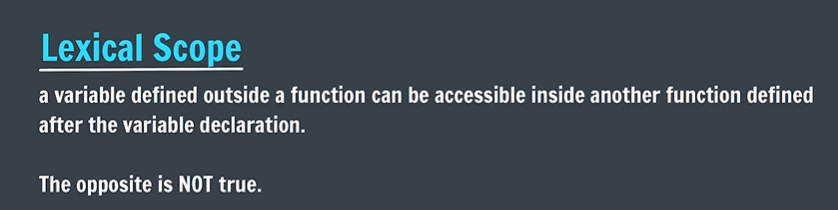 Lexical Scope
a variable defined outside a function can be accessible inside another function defined
after the variable declaration.
The opposite is NOT true.